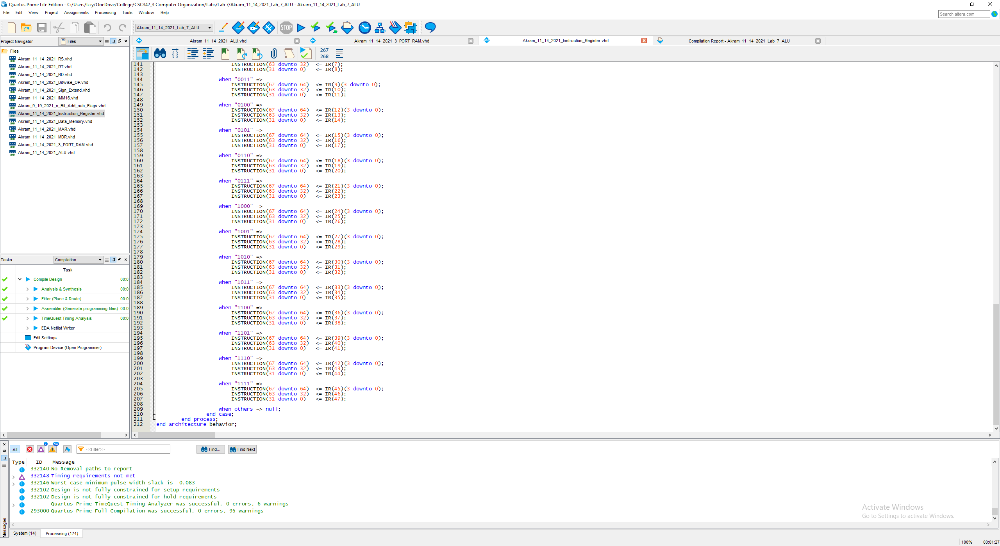 Quartus Prime Lite Edition - C:/Users/Izzy/OneDrive/College/CSC342_3 Computer Organization/Labs/Lab 7/Akram_11_14_2021_Lab_7_ALU - Akram_11_14_2021_Lab_7_ALU
File Edit View Project Assignments Processing Tools Window Help
Search altera.com
Akram_11_14_2021_Lab_7_ALU
STOP
Project Navigator
Files
Akram_11_14_2021_ALU.vhd
Akram_11_14_2021_3_PORT_RAM.vhd
Akram_11_14_2021_Instruction_Register.vhd
Compilation Report - Akram_11_14_2021_Lab_7_ALU
267
268
Files
Akram_11_14_2021_RS.vhd
Akram_11_14_2021_RT.vhd
Akram_11_14_2021_RD.vhd
Akram_11_14_2021_Bitwise_OP.vhd
Akram_11_14_2021_Sign_Extend.vhd
Akram_11_14_2021_IMM16.vhd
Akram_9_19_2021_n_Bit_Add_sub_Flags.vhd
Akram_11_14_2021_Instruction_Register.vhd
Akram_11_14_2021_Data_Memory.vhd
Akram_11_14_2021_MAR.vhd
Akram_11_14_2021_MDR.vhd
Akram_11_14_2021_3_PORT_RAM.vhd
Akram_11_14_2021_ALU.vhd
Tasks
Compilation
Task
Compile Design 00:0
Analysis & Synthesis 00:0
Fitter (Place & Route) 00:0
Assembler (Generate programming files) 00:0
TimeQuest Timing Analysis 00:0
EDA Netlist Writer
Edit Settings
Program Device (Open Programmer)
141 INSTRUCTION(63 downto 32) <= IR(7);
142 INSTRUCTION(31 downto 0) <= IR(8);
143
144 when "0011" =>
145 INSTRUCTION(67 downto 64) <= IR(9)(3 downto 0);
146 INSTRUCTION(63 downto 32) <= IR(10);
147 INSTRUCTION(31 downto 0) <= IR(11);
148
149 when "0100" =>
150 INSTRUCTION(67 downto 64) <= IR(12)(3 downto 0);
151 INSTRUCTION(63 downto 32) <= IR(13);
152 INSTRUCTION(31 downto 0) <= IR(14);
153
154 when "0101" =>
155 INSTRUCTION(67 downto 64) <= IR(15)(3 downto 0);
156 INSTRUCTION(63 downto 32) <= IR(16);
157 INSTRUCTION(31 downto 0) <= IR(17);
158
159 when "0110" =>
160 INSTRUCTION(67 downto 64) <= IR(18)(3 downto 0);
161 INSTRUCTION(63 downto 32) <= IR(19);
162 INSTRUCTION(31 downto 0) <= IR(20);
163
164 when "0111" =>
165 INSTRUCTION(67 downto 64) <= IR(21)(3 downto 0);
166 INSTRUCTION(63 downto 32) <= IR(22);
167 INSTRUCTION(31 downto 0) <= IR(23);
168
169 when "1000" =>
170 INSTRUCTION(67 downto 64) <= IR(24)(3 downto 0);
171 INSTRUCTION(63 downto 32) <= IR(25);
172 INSTRUCTION(31 downto 0) <= IR(26);
173
174 when "1001" =>
175 INSTRUCTION(67 downto 64) <= IR(27)(3 downto 0);
176 INSTRUCTION(63 downto 32) <= IR(28);
177 INSTRUCTION(31 downto 0) <= IR(29);
178
179 when "1010" =>
180 INSTRUCTION(67 downto 64) <= IR(30)(3 downto 0);
181 INSTRUCTION(63 downto 32) <= IR(31);
182 INSTRUCTION(31 downto 0) <= IR(32);
183
184 when "1011" =>
185 INSTRUCTION(67 downto 64) <= IR(33)(3 downto 0);
186 INSTRUCTION(63 downto 32) <= IR(34);
187 INSTRUCTION(31 downto 0) <= IR(35);
188
189 when "1100" =>
190 INSTRUCTION(67 downto 64) <= IR(36)(3 downto 0);
191 INSTRUCTION(63 downto 32) <= IR(37);
192 INSTRUCTION(31 downto 0) <= IR(38);
193
194 when "1101" =>
195 INSTRUCTION(67 downto 64) <= IR(39)(3 downto 0);
196 INSTRUCTION(63 downto 32) <= IR(40);
197 INSTRUCTION(31 downto 0) <= IR(41);
198
199 when "1110" =>
200 INSTRUCTION(67 downto 64) <= IR(42)(3 downto 0);
201 INSTRUCTION(63 downto 32) <= IR(43);
202 INSTRUCTION(31 downto 0) <= IR(44);
203
204 when "1111" =>
205 INSTRUCTION(67 downto 64) <= IR(45)(3 downto 0);
206 INSTRUCTION(63 downto 32) <= IR(46);
207 INSTRUCTION(31 downto 0) <= IR(47);
208
209 when others => null;
210 end case;
211 end process;
212 end architecture behavior;
All 7 54 <<Filter>> Find... Find Next
Type ID Message
332140 No Removal paths to report
332148 Timing requirements not met
332146 Worst-case minimum pulse width slack is -0.083
332102 Design is not fully constrained for setup requirements
332102 Design is not fully constrained for hold requirements
Quartus Prime TimeQuest Timing Analyzer was successful. 0 errors, 6 warnings
293000 Quartus Prime Full Compilation was successful. 0 errors, 95 warnings
Messages
System (14) Processing (174)
Activate Windows
Go to Settings to activate Windows.
100% 00:01:27